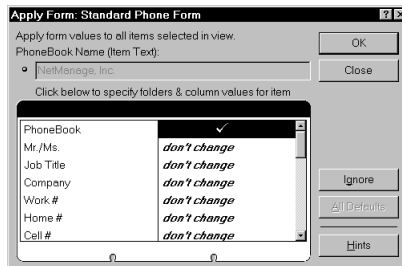 Apply Form: Standard Phone Form
Apply form values to all items selected in view.
PhoneBook Name (Item Text):
NetManage, Inc.
Click below to specify folders & column values for item
PhoneBook
Mr./Ms. don't change
Job Title don't change
Company don't change
Work # don't change
Home # don't change
Cell # don't change
OK
Close
Ignore
All Defaults
Hints